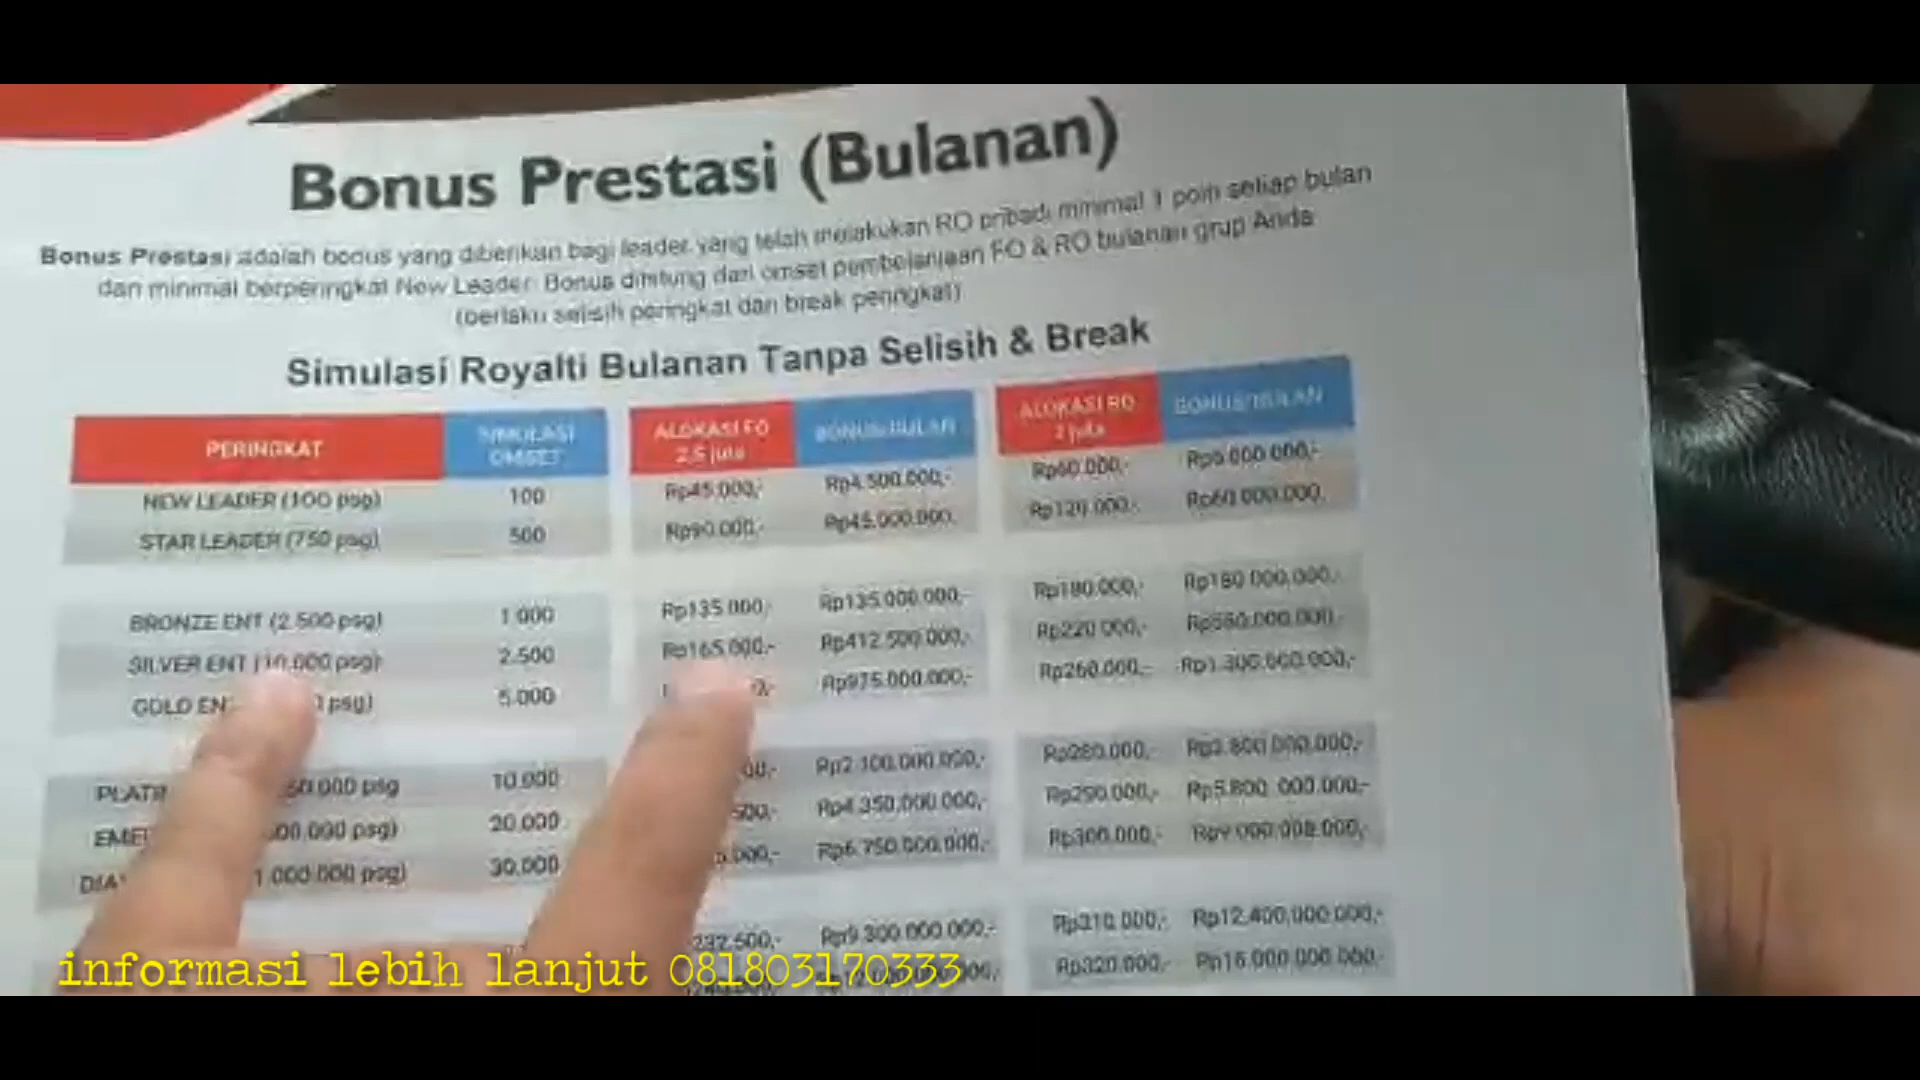 Bonus Prestasi (Bulanan)
Bonus Prestasi adalah bonus yang diberikan bagi leader yang telah melakukan RO pribadi minimal 1 poin setiap bulan
dan minimal berperingkat New Leader. Bonus dihitung dari omset pembelanjaan FO & RO bulanan grup Anda
(berlaku selisih peringkat dan break peringkat)
Simulasi Royalti Bulanan Tanpa Selisih & Break
PERINGKAT SIMULASI OMSET ALOKASI FO 2,5 juta BONUS/BULAN ALOKASI RO 2 juta BONUS/BULAN
NEW LEADER (100 psg) 100 Rp45.000,- Rp4.500.000,- Rp60.000,- Rp6.000.000,-
STAR LEADER (750 psg) 500 Rp90.000,- Rp45.000.000, Rp120.000,- Rp60.000.000,
BRONZE ENT (2.500 psg) 1.000 Rp135.000,- Rp135.000.000,- Rp180.000,- Rp180.000.000,-
SILVER ENT (10.000 psg) 2.500 Rp165.000,- Rp412.500.000,- Rp220.000,- Rp550.000.000,-
GOLD psg) 5.000 Rp975.000.000,- Rp260.000,- Rp1.300.000.000,-
psg 10.000 Rp2.100.000.000,- Rp280.000,- Rp2.800.000.000,-
psg) 20.000 Rp4.350.000.000,- Rp290.000,- Rp5.800.000.000,-
1.000.000 psg) 30.000 Rp6.750.000.000,- Rp300.000,- Rp9.000.000.000,-
232.500,- Rp9.300.000.000,- Rp310.000,- Rp12.400.000.000,-
Rp320.000,- Rp16.000.000.000,-
informasi lebih lanjut 081803170333